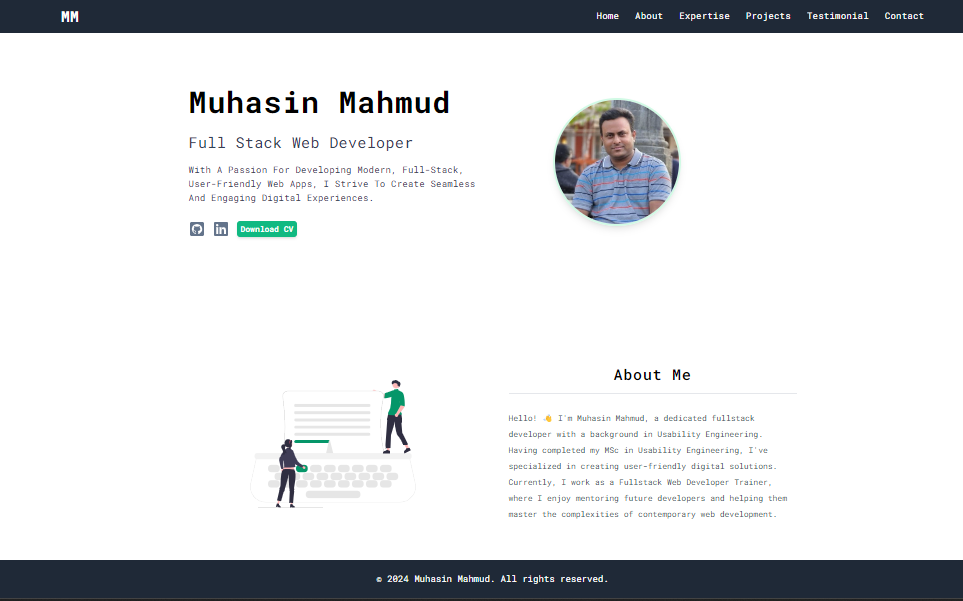 MM
Home About Expertise Projects Testimonial Contact
Muhasin Mahmud
Full Stack Web Developer
With A Passion For Developing Modern, Full-Stack,
User-Friendly Web Apps, I Strive To Create Seamless
And Engaging Digital Experiences.
in
Download CV
About Me
Hello! 👋 I'm Muhasin Mahmud, a dedicated fullstack
developer with a background in Usability Engineering.
Having completed my MSc in Usability Engineering, I've
specialized in creating user-friendly digital solutions.
Currently, I work as a Fullstack Web Developer Trainer,
where I enjoy mentoring future developers and helping them
master the complexities of contemporary web development.
© 2024 Muhasin Mahmud. All rights reserved.